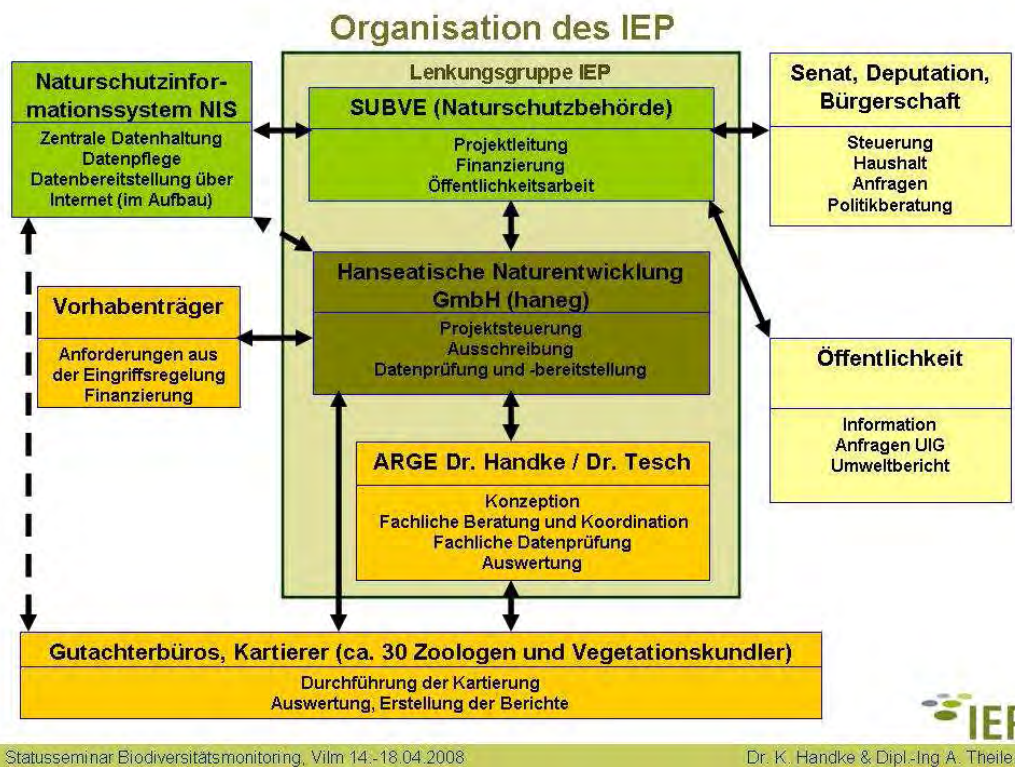 Organisation des IEP
Naturschutzinfor-
mationssystem NIS
Zentrale Datenhaltung
Datenpflege
Datenbereitstellung über
Internet (im Aufbau)
Lenkungsgruppe IEP
SUBVE (Naturschutzbehörde)
Projektleitung
Finanzierung
Öffentlichkeitsarbeit
Senat, Deputation,
Bürgerschaft
Steuerung
Haushalt
Anfragen
Politikberatung
Hanseatische Naturentwicklung
GmbH (haneg)
Projektsteuerung
Ausschreibung
Datenprüfung und -bereitstellung
Vorhabenträger
Anforderungen aus
der Eingriffsregelung
Finanzierung
Öffentlichkeit
Information
Anfragen UIG
Umweltbericht
ARGE Dr. Handke / Dr. Tesch
Konzeption
Fachliche Beratung und Koordination
Fachliche Datenprüfung
Auswertung
Gutachterbüros, Kartierer (ca. 30 Zoologen und Vegetationskundler)
Durchführung der Kartierung
Auswertung, Erstellung der Berichte
IEP
Statusseminar Biodiversitätsmonitoring, Vilm 14.-18.04.2008
Dr. K. Handke & Dipl.-Ing A. Theile